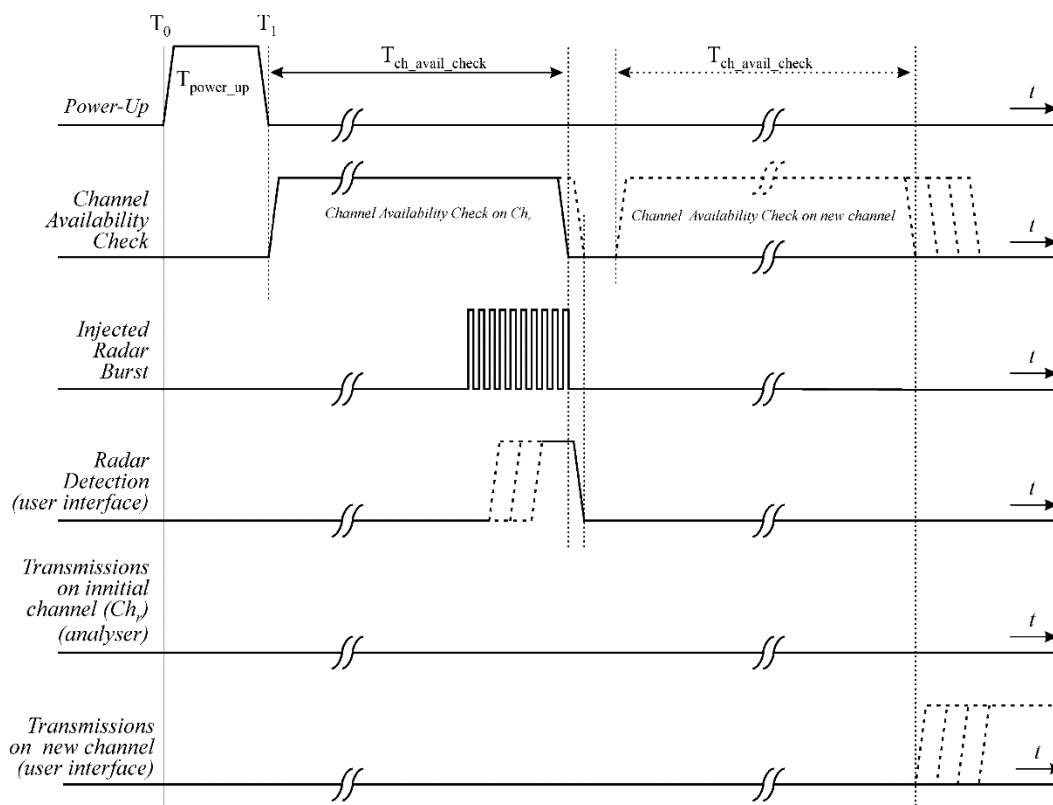 T0 T1
Tch_avail_check Tch_avail_check
Tpower_up
Power-Up
t
Channel
Availability
Check
Channel Availability Check on Chr
Channel Availability Check on new channel
t
Injected
Radar
Burst
t
Radar
Detection
(user interface)
t
Transmissions
on innitial
channel (Chr)
(analyser)
t
Transmissions
on new channel
(user interface)
t